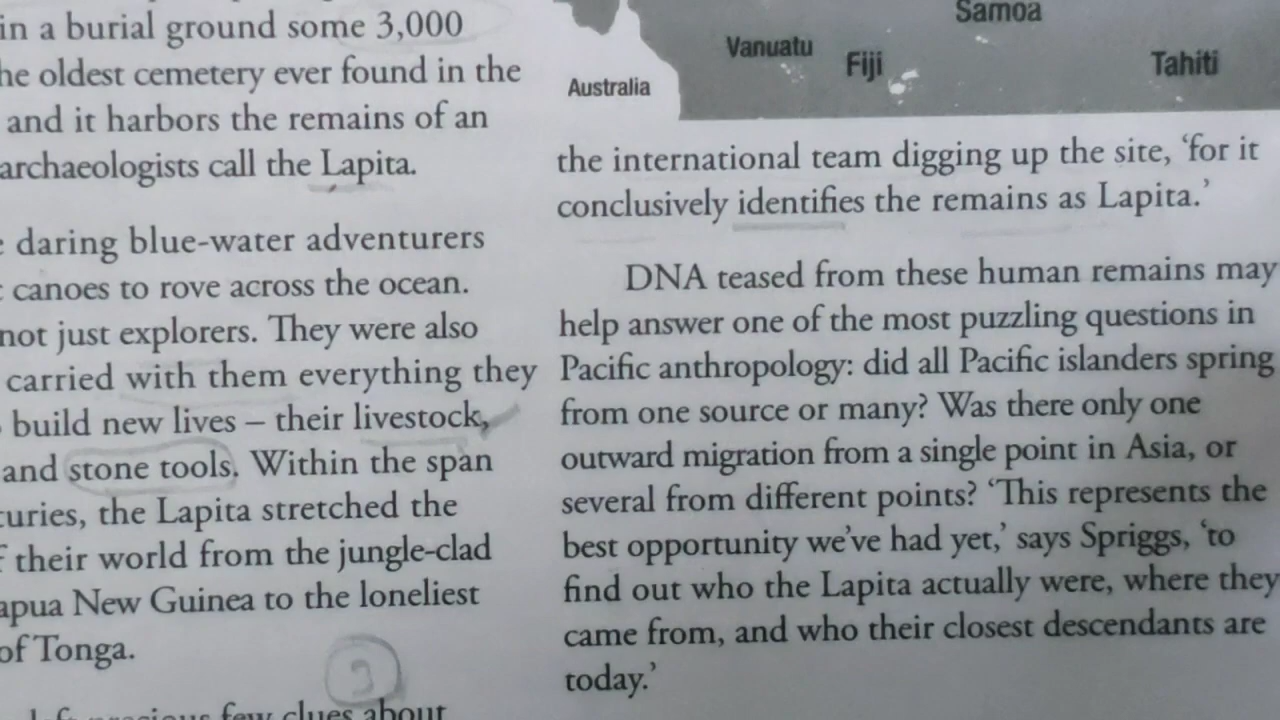 in a burial ground some 3,000
he oldest cemetery ever found in the
and it harbors the remains of an
archaeologists call the Lapita.
daring blue-water adventurers
canoes to rove across the ocean.
not just explorers. They were also
carried with them everything they
build new lives – their livestock,
and stone tools. Within the span
turies, the Lapita stretched the
f their world from the jungle-clad
apua New Guinea to the loneliest
of Tonga.
3
left precious few clues about
Samoa
Vanuatu
Fiji
Tahiti
Australia
the international team digging up the site, ‘for it
conclusively identifies the remains as Lapita.’
DNA teased from these human remains may
help answer one of the most puzzling questions in
Pacific anthropology: did all Pacific islanders spring
from one source or many? Was there only one
outward migration from a single point in Asia, or
several from different points? ‘This represents the
best opportunity we’ve had yet,’ says Spriggs, ‘to
find out who the Lapita actually were, where they
came from, and who their closest descendants are
today.’